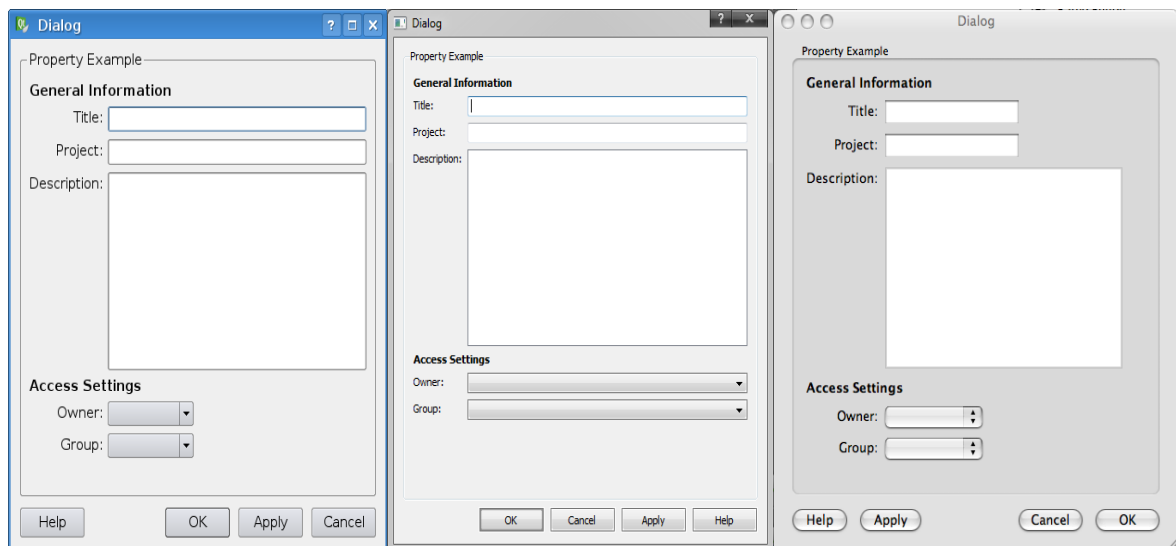 Dialog
Property Example
General Information
Title:
Project:
Description:
Access Settings
Owner:
Group:
Help OK Apply Cancel
Dialog
Property Example
General Information
Title:
Project:
Description:
Access Settings
Owner:
Group:
OK Cancel Apply Help
Dialog
Property Example
General Information
Title:
Project:
Description:
Access Settings
Owner:
Group:
Help Apply Cancel OK